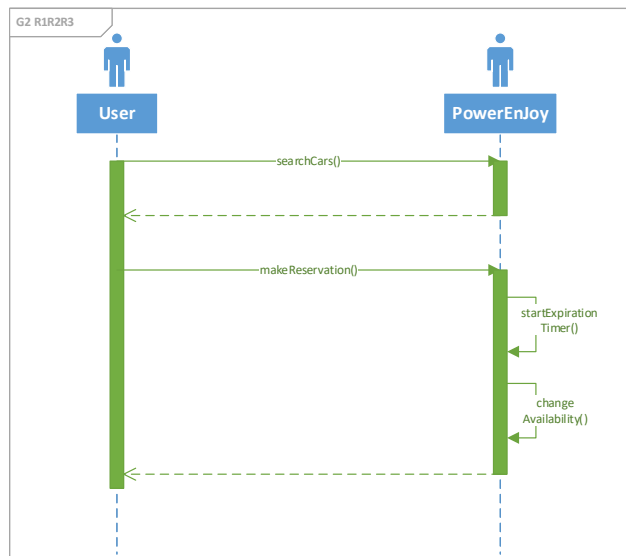 G2 R1R2R3
User
PowerEnJoy
searchCars()
makeReservation()
startExpiration
Timer()
change
Availability()